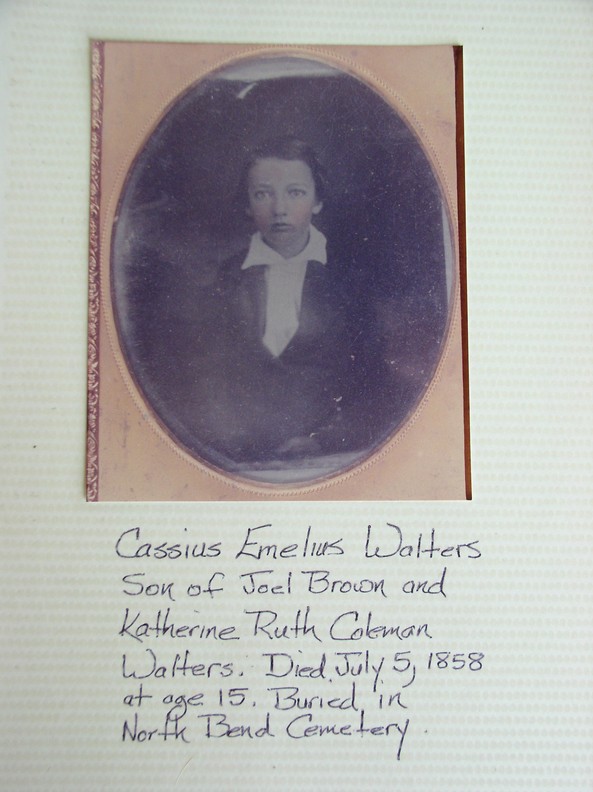 Cassius Emelius Walters
Son of Joel Brown and
Katherine Ruth Coleman
Walters. Died July 5, 1858
at age 15. Buried in
North Bend Cemetery.